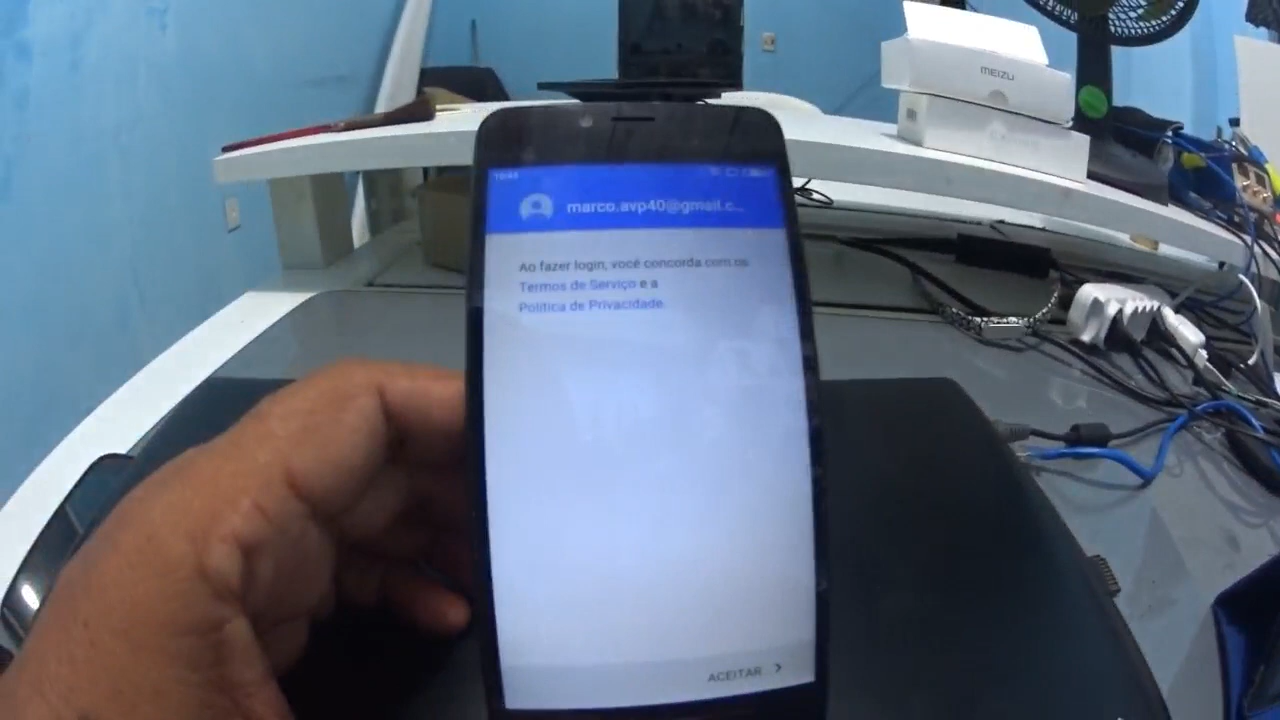 MEIZU
marco.avp40@gmail.c...
Ao fazer login, você concorda com os
Termos de Serviço e a
Política de Privacidade.
ACEITAR